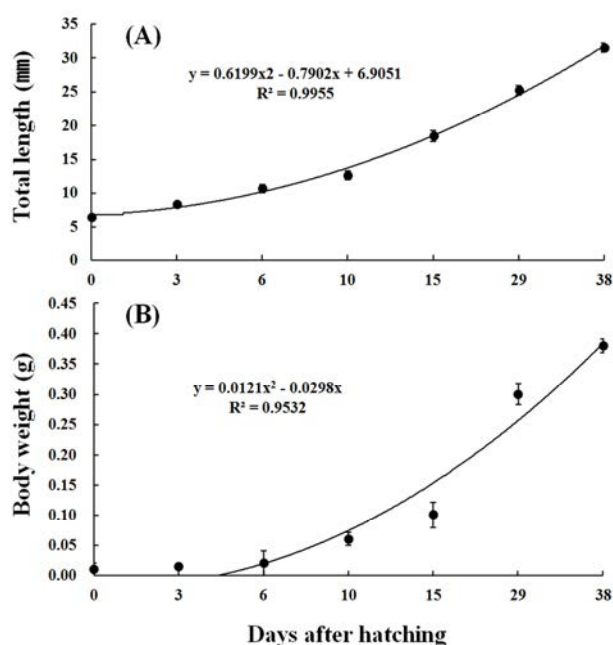 (A)
y = 0.6199x2 - 0.7902x + 6.9051
R² = 0.9955
Total length (㎜)
35
30
25
20
15
10
5
0
0 3 6 10 15 29 38
(B)
y = 0.0121x² - 0.0298x
R² = 0.9532
Body weight (g)
0.45
0.40
0.35
0.30
0.25
0.20
0.15
0.10
0.05
0.00
0 3 6 10 15 29 38
Days after hatching